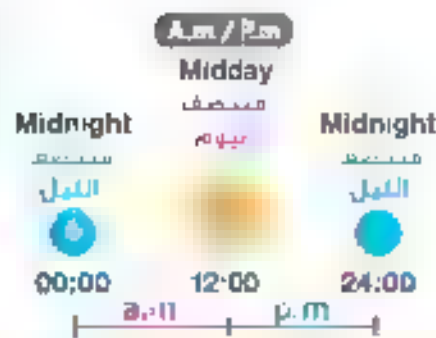 A.m / P.m
Midday
منتصف
Midnight
Midnight
منتصف
اليوم
منتصف
الليل
الليل
00:00
12:00
24:00
a.m
p.m